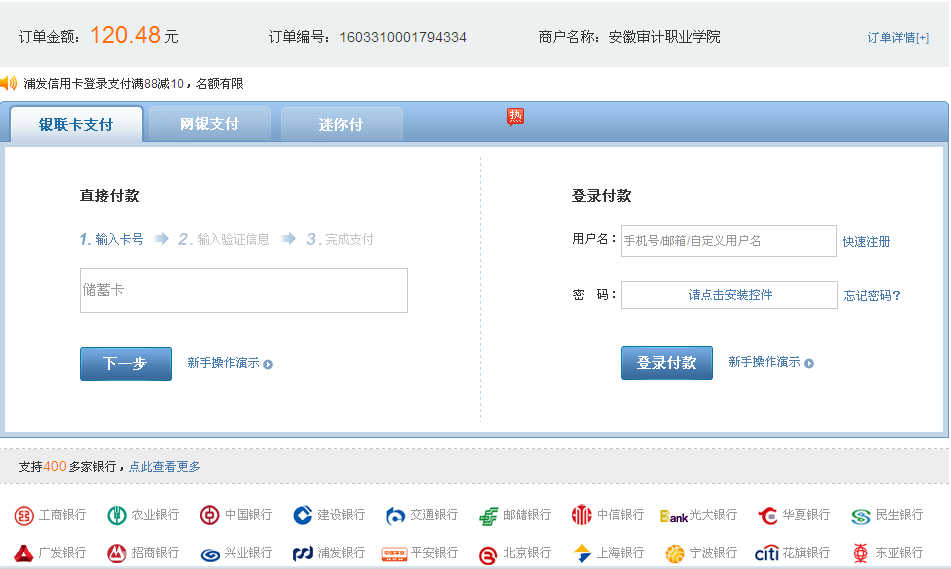 订单金额: 120.48 元 订单编号: 1603310001794334 商户名称: 安徽审计职业学院 订单详情[+]
浦发信用卡登录支付满88减10，名额有限
银联卡支付 网银支付 迷你付 热
直接付款
1. 输入卡号 2. 输入验证信息 3. 完成支付
储蓄卡
下一步 新手操作演示
登录付款
用户名: 手机号/邮箱/自定义用户名 快速注册
密 码: 请点击安装控件 忘记密码?
登录付款 新手操作演示
支持400多家银行，点此查看更多
工商银行 农业银行 中国银行 建设银行 交通银行 邮储银行 中信银行 Bank光大银行 华夏银行 民生银行
广发银行 招商银行 兴业银行 浦发银行 中国平安 平安银行 北京银行 上海银行 宁波银行 citi 花旗银行 东亚银行